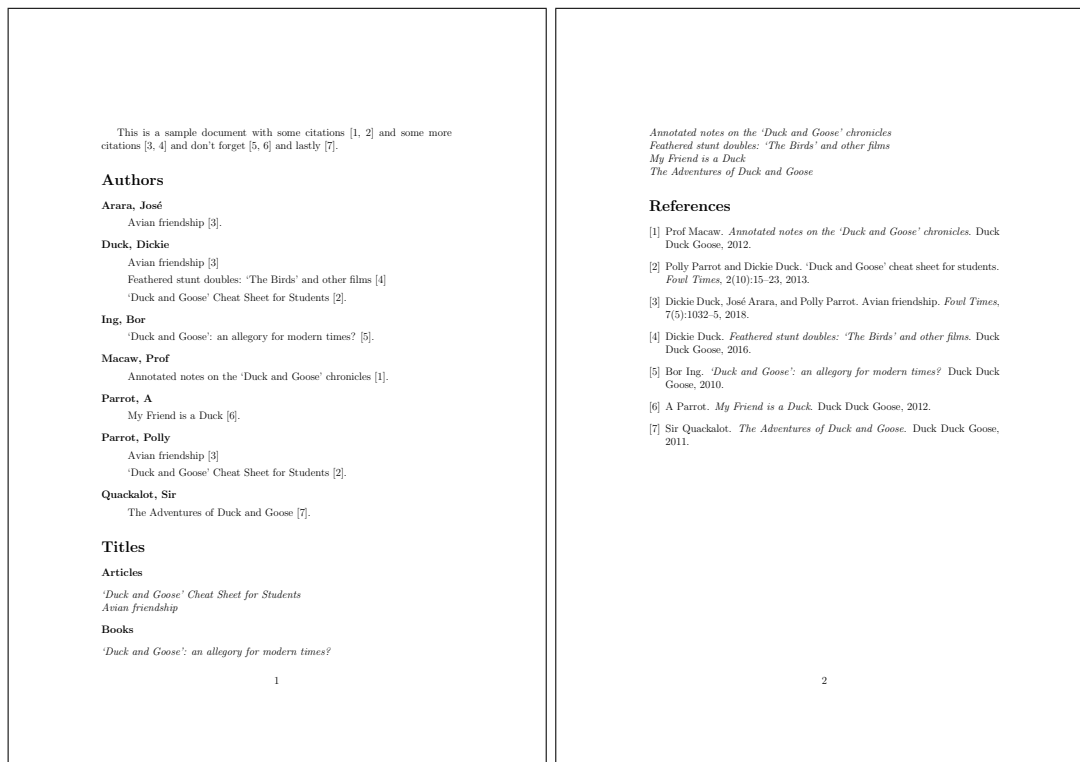 This is a sample document with some citations [1, 2] and some more
citations [3, 4] and don't forget [5, 6] and lastly [7].
Authors
Arara, José
Avian friendship [3].
Duck, Dickie
Avian friendship [3]
Feathered stunt doubles: ‘The Birds’ and other films [4]
‘Duck and Goose’ Cheat Sheet for Students [2].
Ing, Bor
‘Duck and Goose’: an allegory for modern times? [5].
Macaw, Prof
Annotated notes on the ‘Duck and Goose’ chronicles [1].
Parrot, A
My Friend is a Duck [6].
Parrot, Polly
Avian friendship [3]
‘Duck and Goose’ Cheat Sheet for Students [2].
Quackalot, Sir
The Adventures of Duck and Goose [7].
Titles
Articles
‘Duck and Goose’ Cheat Sheet for Students
Avian friendship
Books
‘Duck and Goose’: an allegory for modern times?
1
Annotated notes on the ‘Duck and Goose’ chronicles
Feathered stunt doubles: ‘The Birds’ and other films
My Friend is a Duck
The Adventures of Duck and Goose
References
[1] Prof Macaw. Annotated notes on the ‘Duck and Goose’ chronicles. Duck
Duck Goose, 2012.
[2] Polly Parrot and Dickie Duck. ‘Duck and Goose’ cheat sheet for students.
Fowl Times, 2(10):15–23, 2013.
[3] Dickie Duck, José Arara, and Polly Parrot. Avian friendship. Fowl Times,
7(5):1032–5, 2018.
[4] Dickie Duck. Feathered stunt doubles: ‘The Birds’ and other films. Duck
Duck Goose, 2016.
[5] Bor Ing. ‘Duck and Goose’: an allegory for modern times? Duck Duck
Goose, 2010.
[6] A Parrot. My Friend is a Duck. Duck Duck Goose, 2012.
[7] Sir Quackalot. The Adventures of Duck and Goose. Duck Duck Goose,
2011.
2